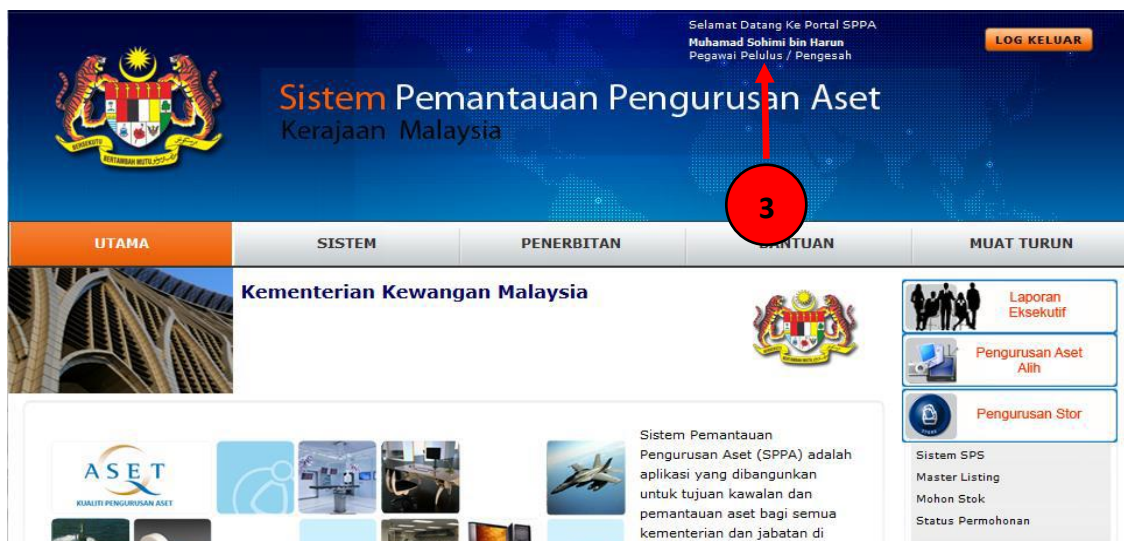 Selamat Datang Ke Portal SPPA
Muhamad Sohimi bin Harun
Pegawai Pelulus / Pengesah
LOG KELUAR
Sistem Pemantauan Pengurusan Aset
Kerajaan Malaysia
BERSEKUTU
BERTAMBAH MUTU
3
UTAMA
SISTEM
PENERBITAN
BANTUAN
MUAT TURUN
Kementerian Kewangan Malaysia
Laporan
Eksekutif
Pengurusan Aset
Alih
Pengurusan Stor
Sistem SPS
Master Listing
Mohon Stok
Status Permohonan
ASET
KUALITI PENGURUSAN ASET
Sistem Pemantauan
Pengurusan Aset (SPPA) adalah
aplikasi yang dibangunkan
untuk tujuan kawalan dan
pemantauan aset bagi semua
kementerian dan jabatan di